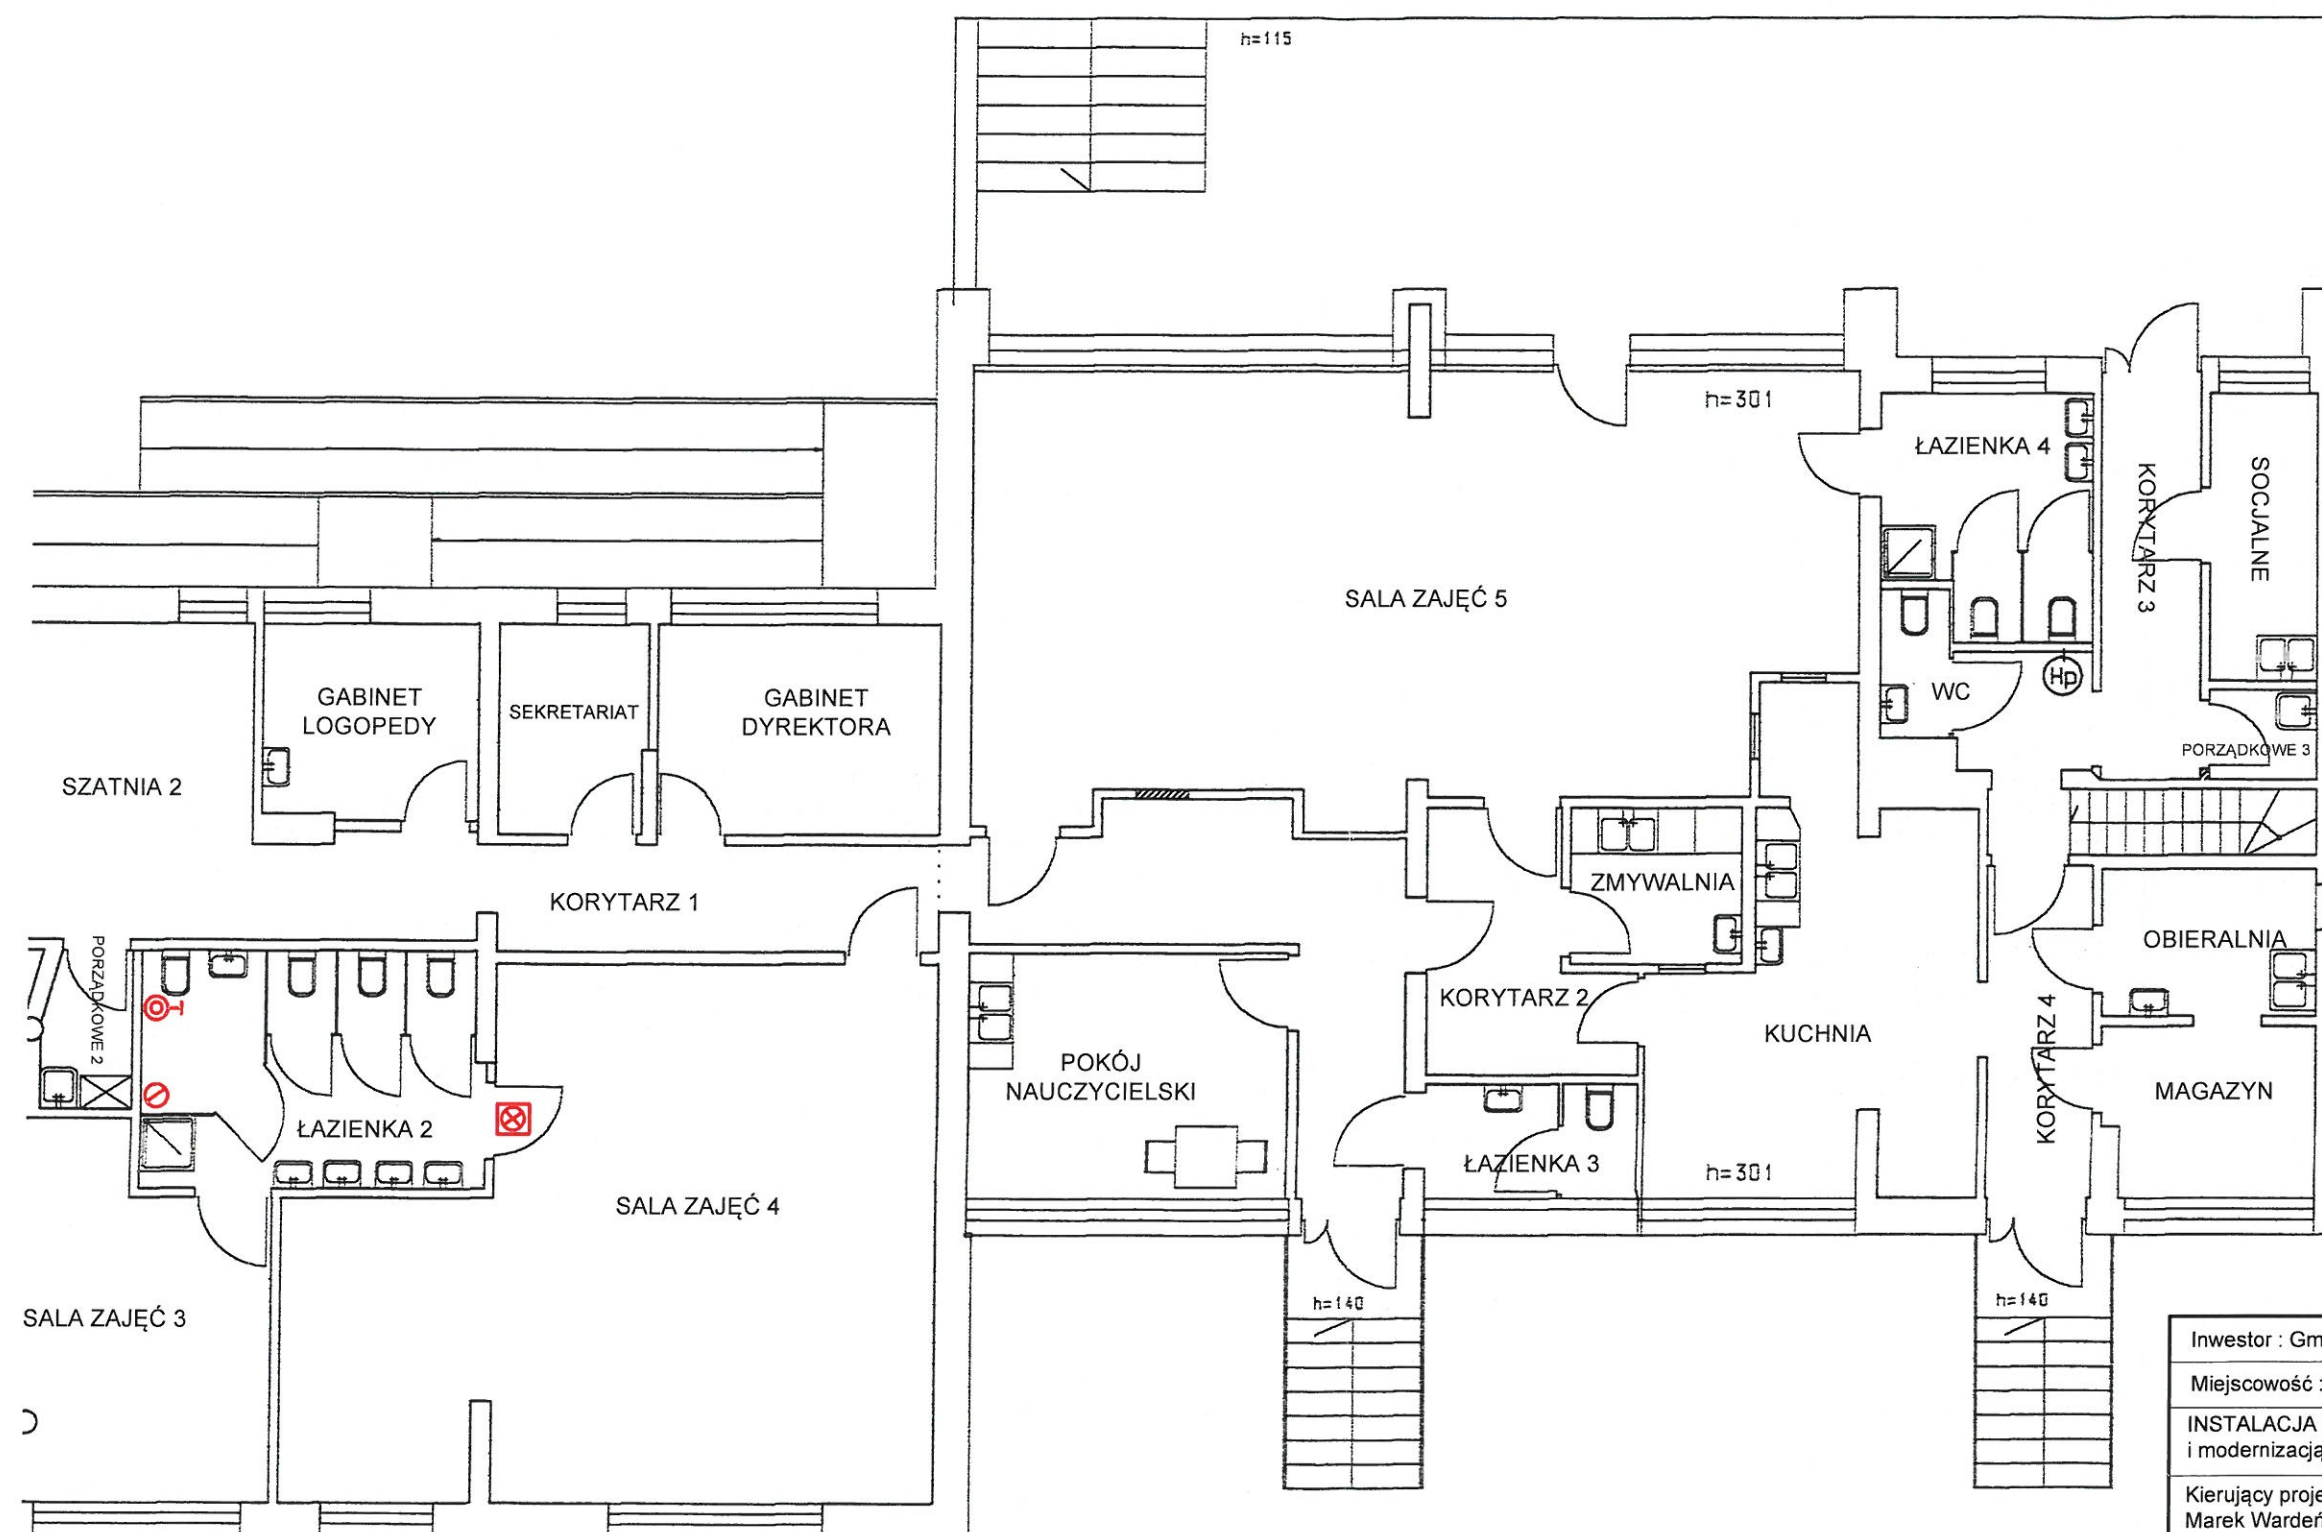 h=115
h=301
ŁAZIENKA 4
KORYTARZ 3
SOCJALNE
SALA ZAJĘĆ 5
GABINET
LOGOPEDY
SEKRETARIAT
GABINET
DYREKTORA
WC
Hp
PORZĄDKOWE 3
SZATNIA 2
KORYTARZ 1
ZMYWALNIA
OBIERALNIA
PORZĄDKOWE 2
KORYTARZ 2
KUCHNIA
KORYTARZ 4
POKÓJ
NAUCZYCIELSKI
MAGAZYN
ŁAZIENKA 2
ŁAZIENKA 3
h=301
SALA ZAJĘĆ 4
SALA ZAJĘĆ 3
h=140
h=140
Inwestor : Gm
Miejscowość :
INSTALACJA
i modernizacją
Kierujący proje
Marek Wardeń